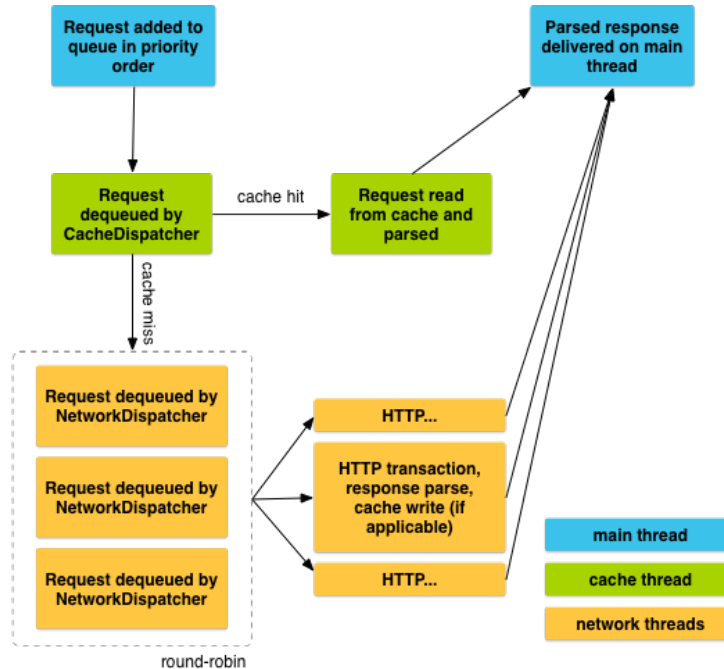 Request added to
queue in priority
order
Parsed response
delivered on main
thread
Request
dequeued by
CacheDispatcher
cache hit
Request read
from cache and
parsed
cache miss
Request dequeued by
NetworkDispatcher
Request dequeued by
NetworkDispatcher
Request dequeued by
NetworkDispatcher
HTTP...
HTTP transaction,
response parse,
cache write (if
applicable)
HTTP...
main thread
cache thread
network threads
round-robin